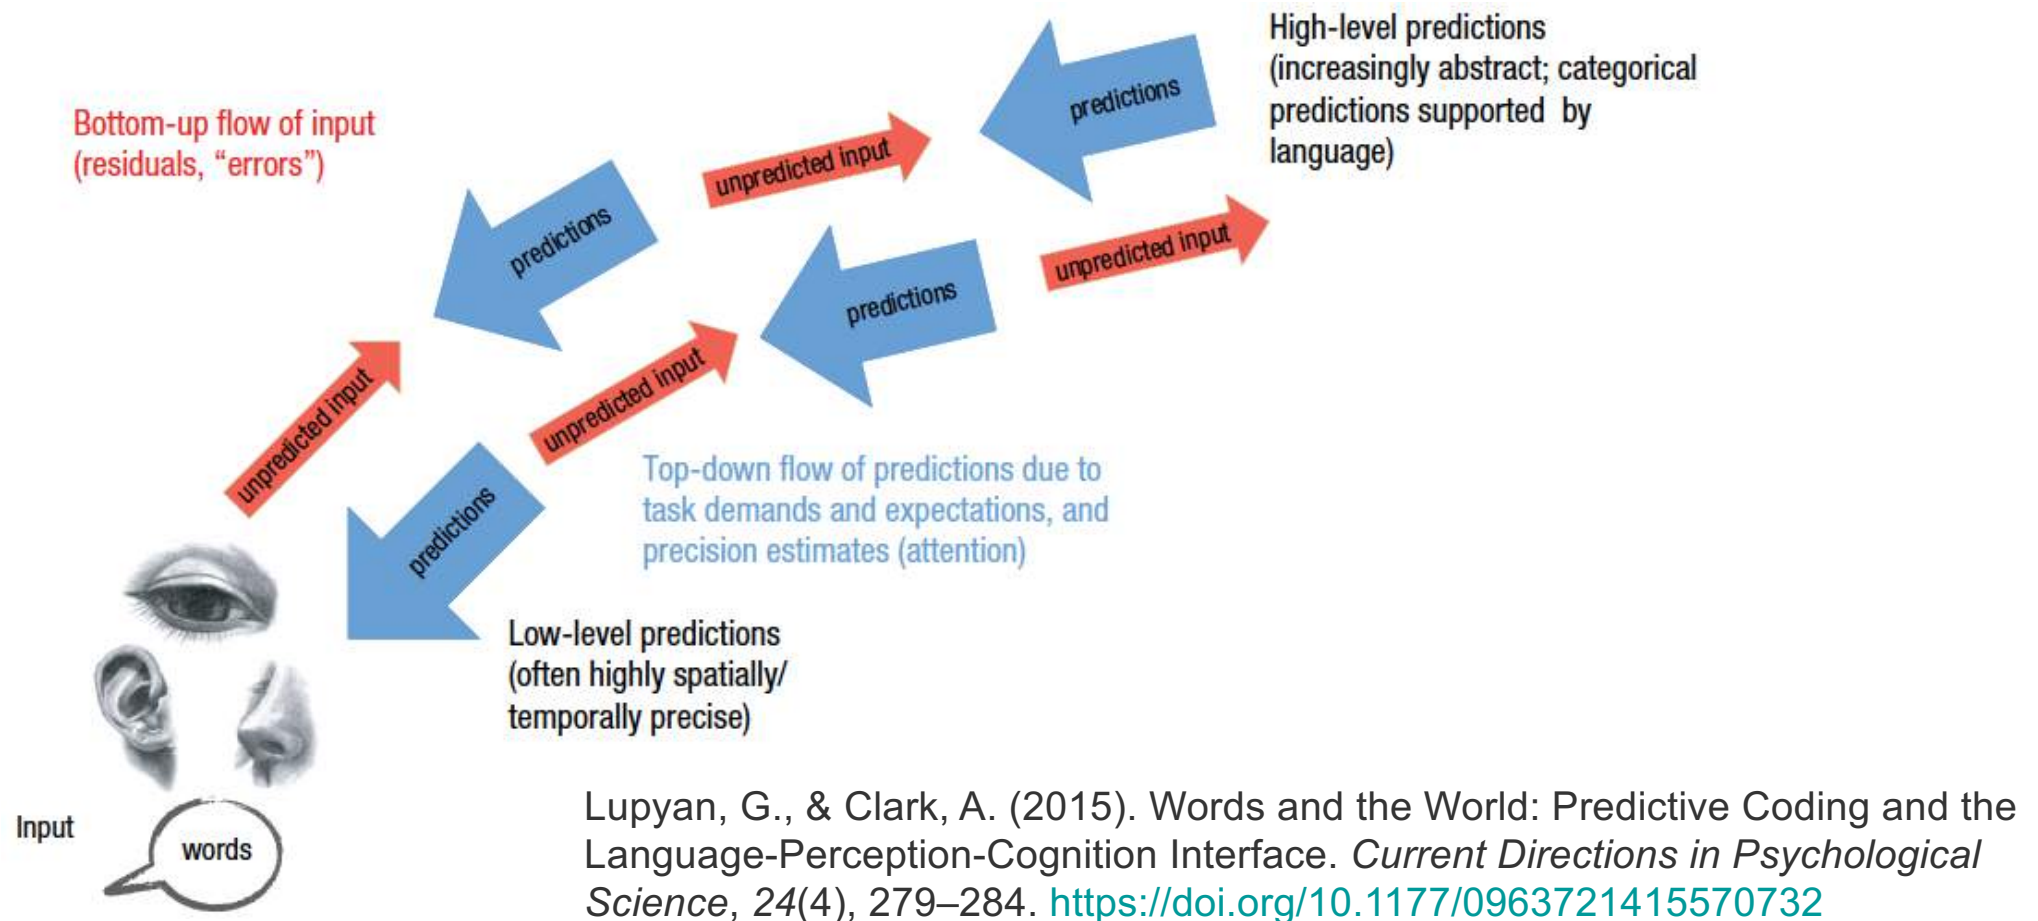 High-level predictions
(increasingly abstract; categorical
predictions supported by
language)
predictions
Bottom-up flow of input
(residuals, “errors”)
unpredicted input
predictions
unpredicted input
predictions
unpredicted input
unpredicted input
predictions
Top-down flow of predictions due to
task demands and expectations, and
precision estimates (attention)
Low-level predictions
(often highly spatially/
temporally precise)
Input
words
Lupyan, G., & Clark, A. (2015). Words and the World: Predictive Coding and the
Language-Perception-Cognition Interface. Current Directions in Psychological
Science, 24(4), 279–284. https://doi.org/10.1177/0963721415570732